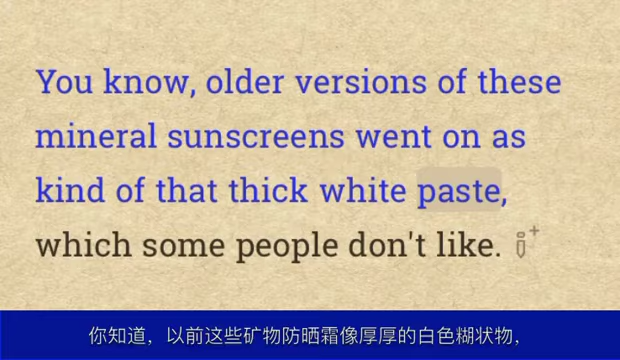 You know, older versions of these
mineral sunscreens went on as
kind of that thick white paste,
which some people don't like.
你知道，以前这些矿物防晒霜像厚厚的白色糊状物，